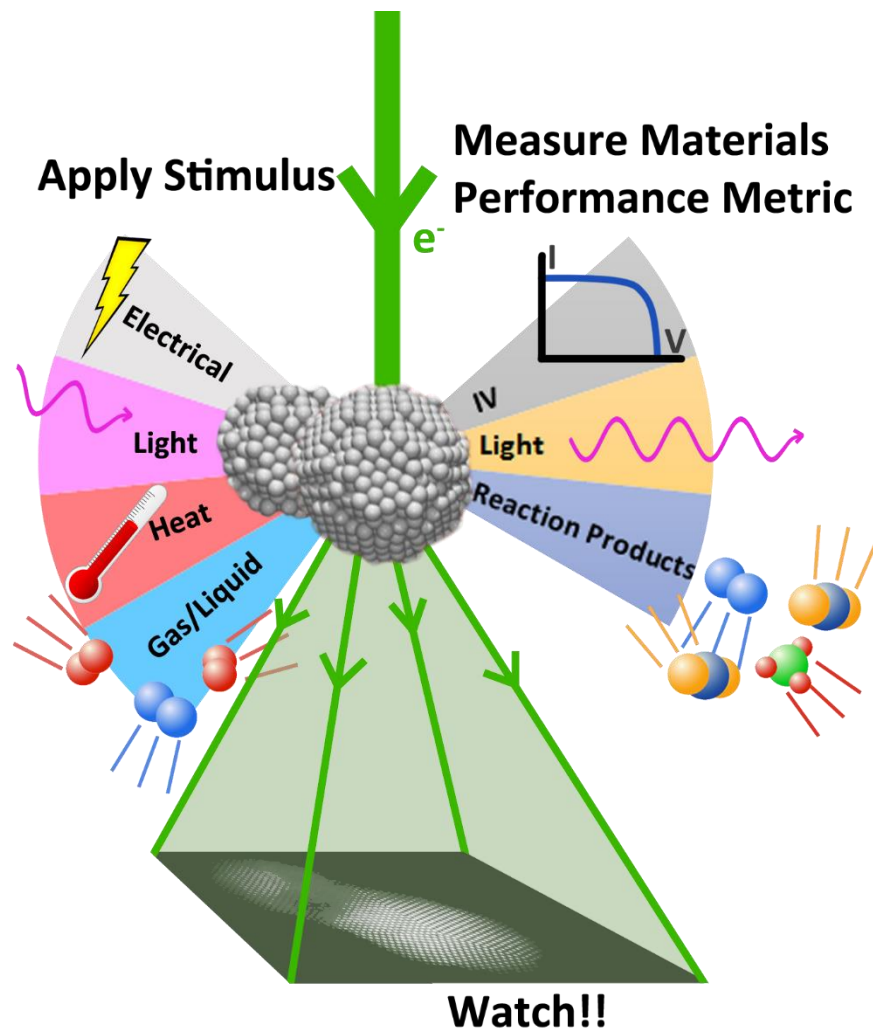 Apply Stimulus
Measure Materials
Performance Metric
e-
Electrical
Light
Heat
Gas/Liquid
I
V
IV
Light
Reaction Products
Watch!!